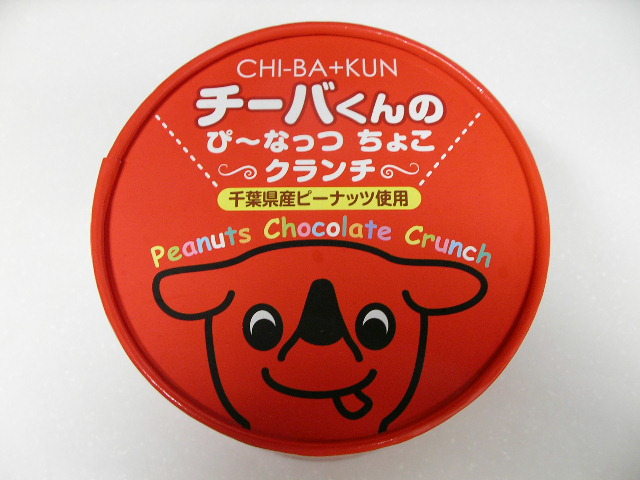 CHI-BA+KUN
チーバくんの
ぴ～なっつ ちょこ
クランチ
千葉県産ピーナッツ使用
Peanuts Chocolate Crunch